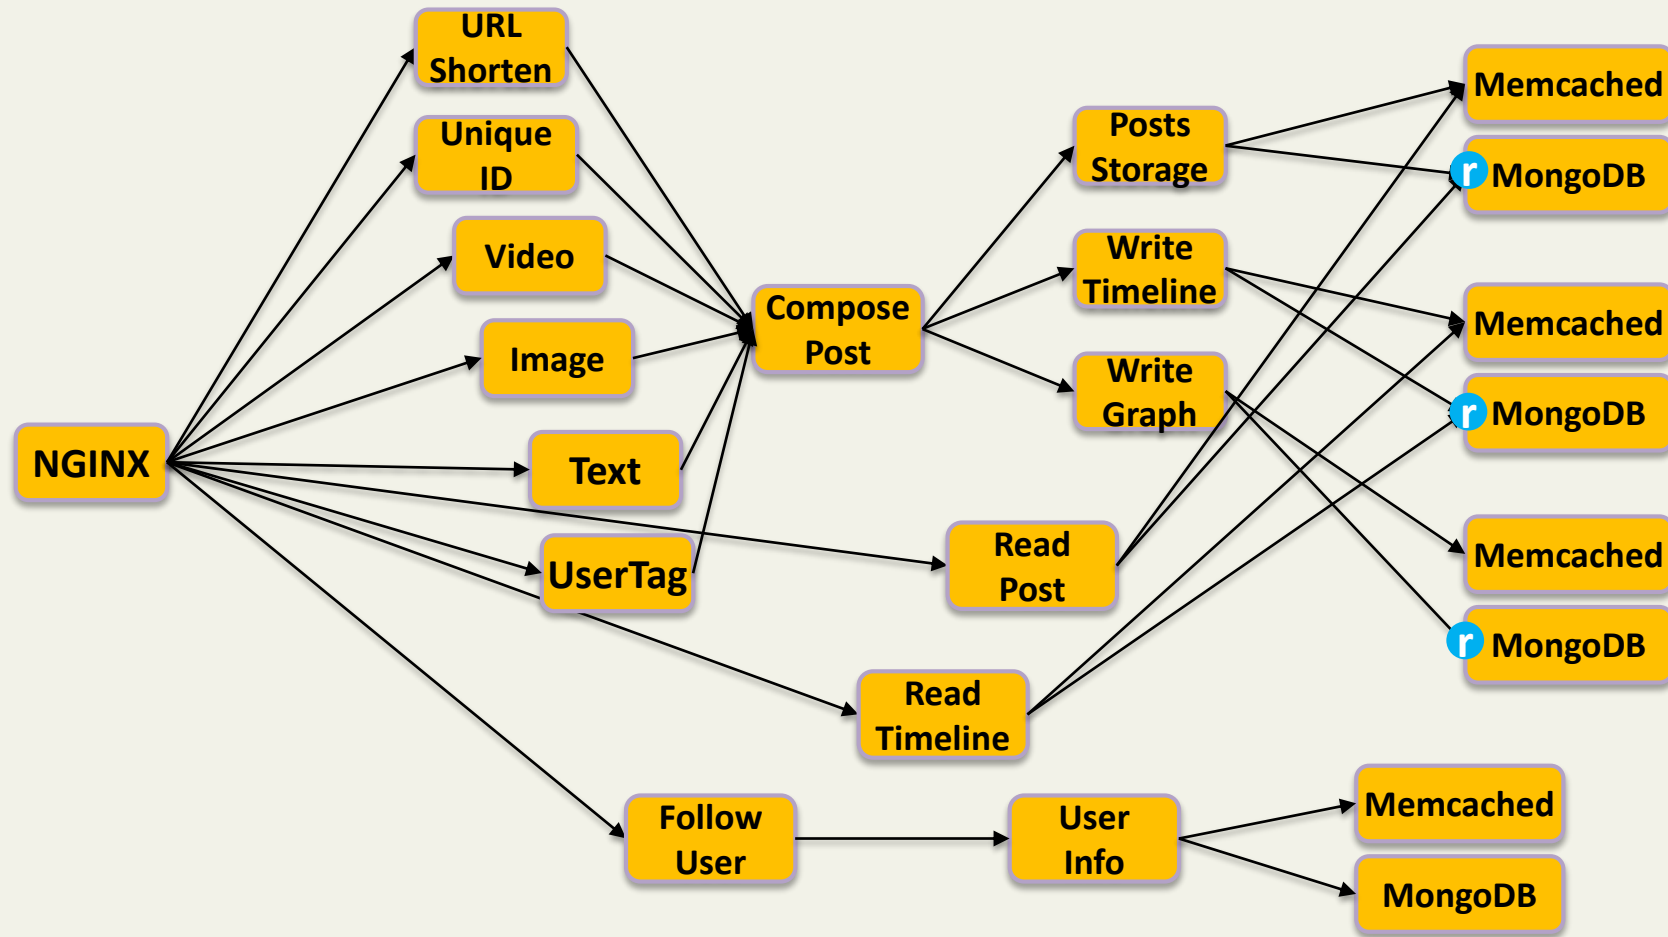 URL
Shorten
Unique
ID
Video
Image
NGINX
Text
UserTag
Compose
Post
Posts
Storage
Write
Timeline
Write
Graph
Read
Post
Read
Timeline
Follow
User
User
Info
Memcached
r MongoDB
Memcached
r MongoDB
Memcached
r MongoDB
Memcached
MongoDB